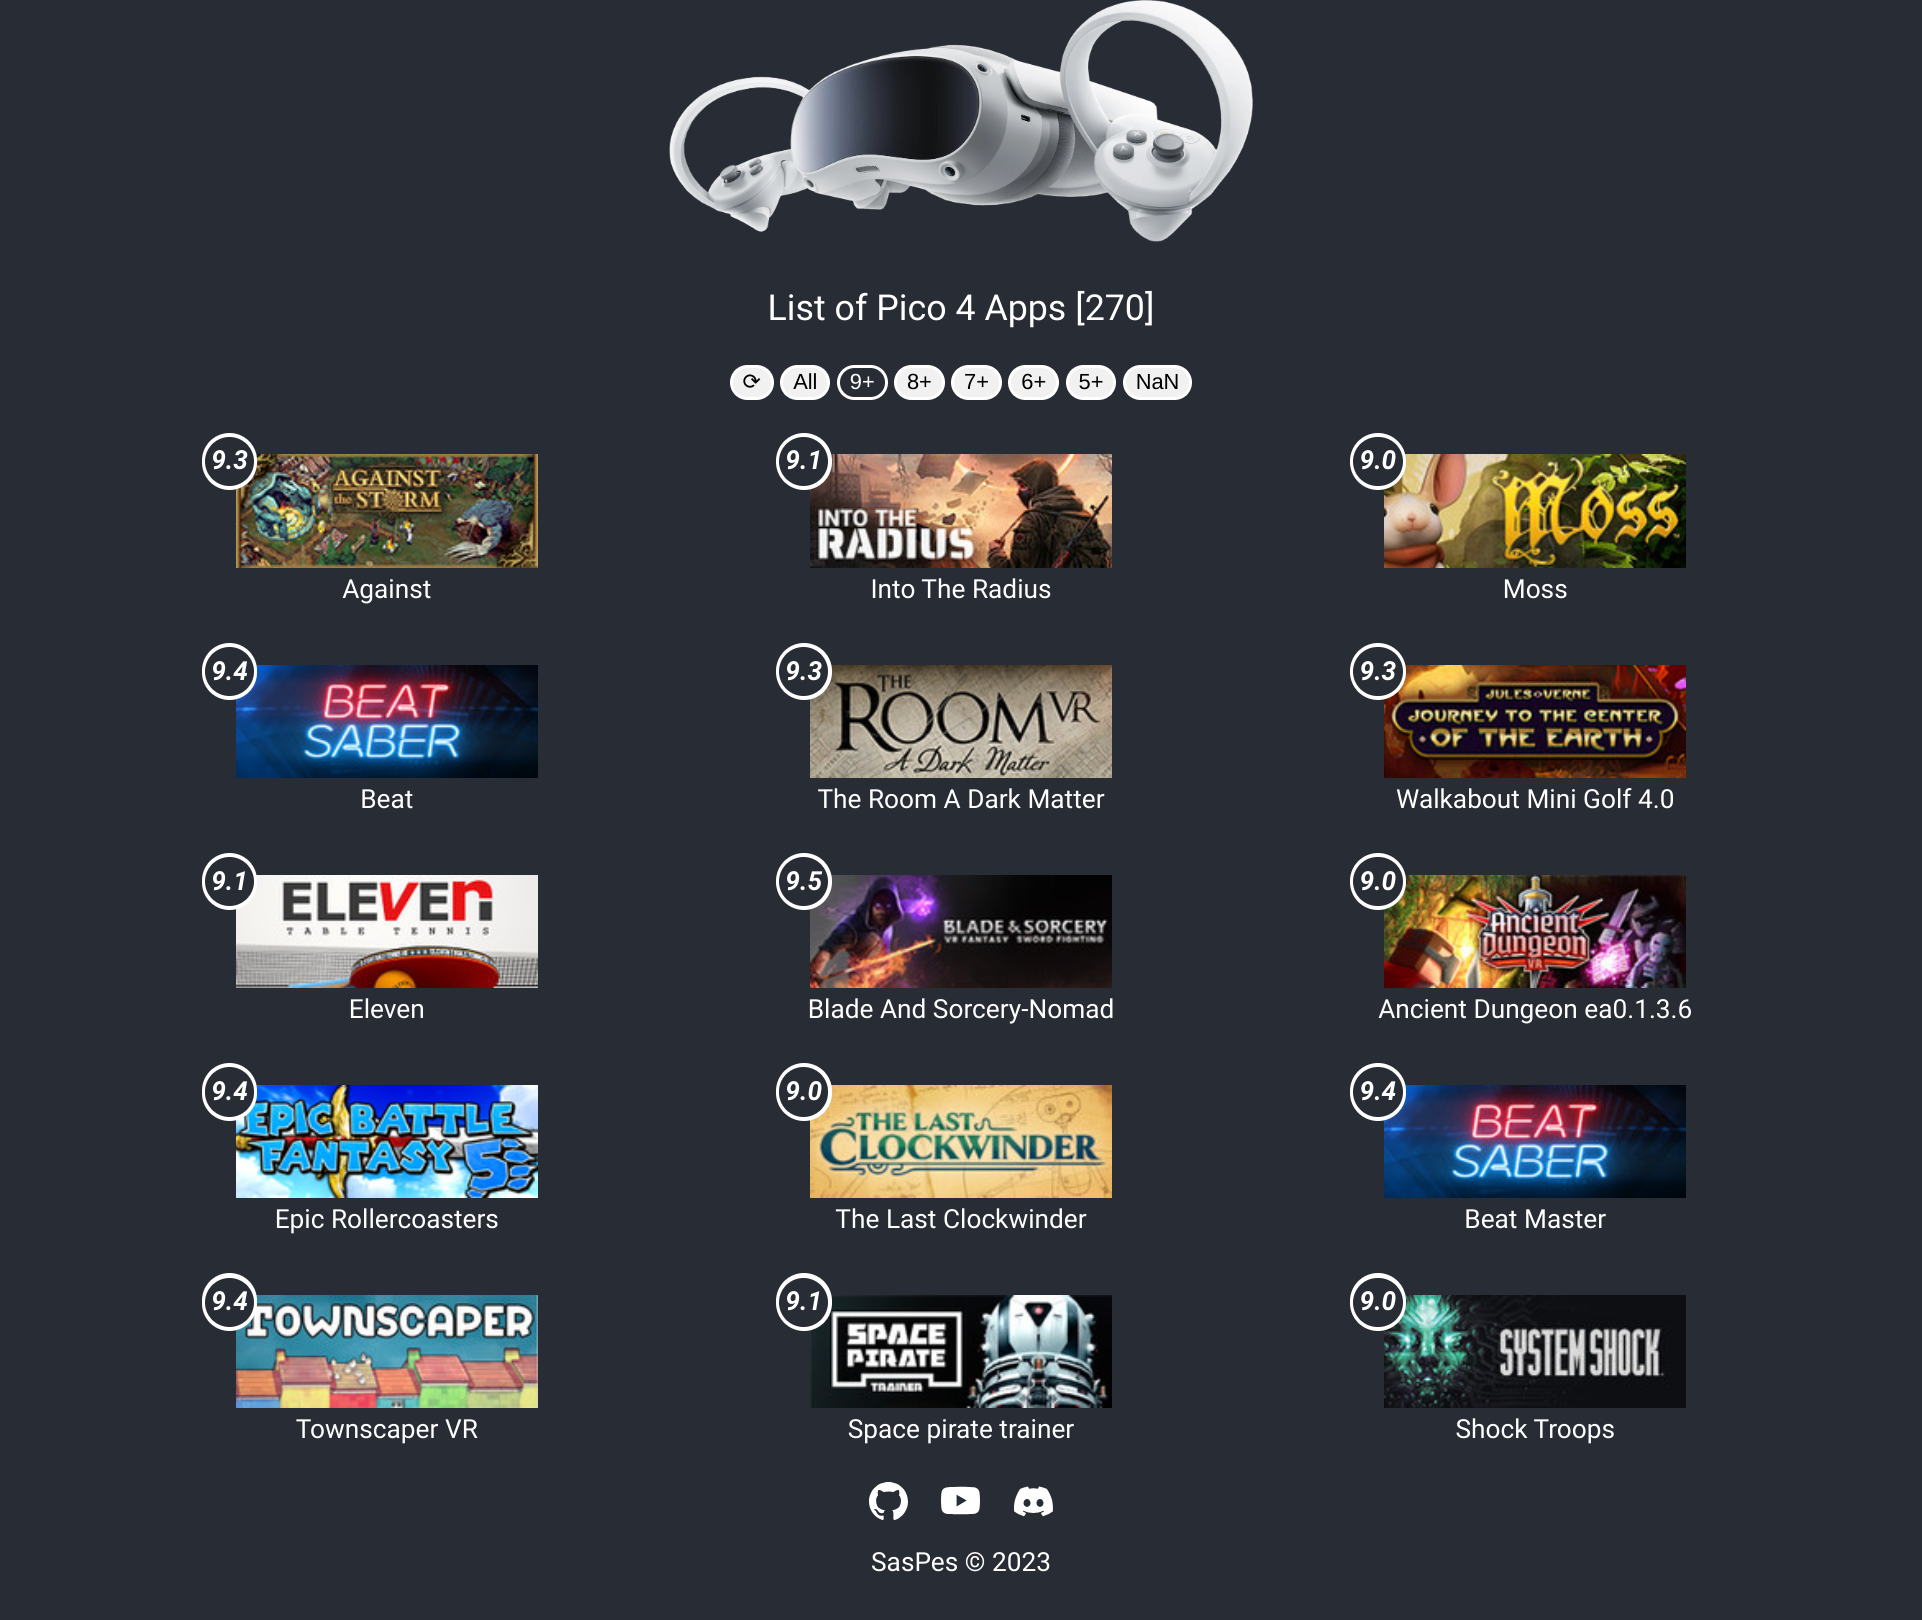 List of Pico 4 Apps [270]
⟳ All 9+ 8+ 7+ 6+ 5+ NaN
9.3
AGAINST
the STORM
Against
9.1
INTO THE
RADIUS
Into The Radius
9.0
Moss
Moss
9.4
BEAT
SABER
Beat
9.3
THE
ROOM VR
A Dark Matter
The Room A Dark Matter
9.3
JULES VERNE
JOURNEY TO THE CENTER
OF THE EARTH
Walkabout Mini Golf 4.0
9.1
ELEVEn
TABLE TENNIS
Eleven
9.5
BLADE & SORCERY
VR FANTASY SWORD FIGHTING
Blade And Sorcery-Nomad
9.0
Ancient
Dungeon
VR
Ancient Dungeon ea0.1.3.6
9.4
EPIC BATTLE
FANTASY 5
Epic Rollercoasters
9.0
THE LAST
CLOCKWINDER
The Last Clockwinder
9.4
BEAT
SABER
Beat Master
9.4
TOWNSCAPER
Townscaper VR
9.1
SPACE
PIRATE
TRAINER
Space pirate trainer
9.0
SYSTEM SHOCK
Shock Troops
SasPes © 2023